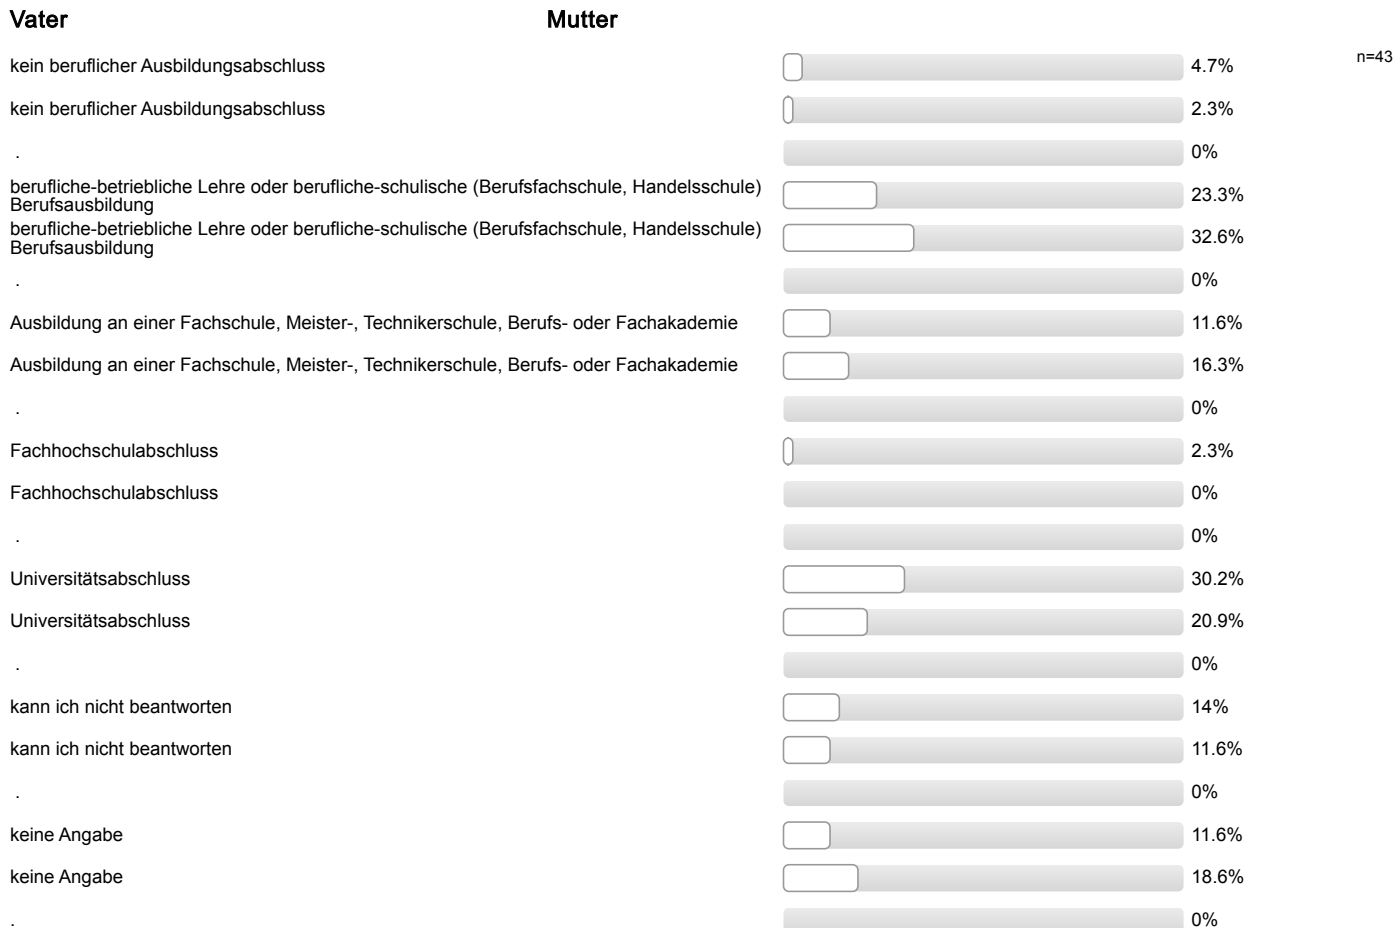 Vater Mutter
kein beruflicher Ausbildungsabschluss 4.7% n=43
kein beruflicher Ausbildungsabschluss 2.3%
. 0%
berufliche-betriebliche Lehre oder berufliche-schulische (Berufsfachschule, Handelsschule)
Berufsausbildung 23.3%
berufliche-betriebliche Lehre oder berufliche-schulische (Berufsfachschule, Handelsschule)
Berufsausbildung 32.6%
. 0%
Ausbildung an einer Fachschule, Meister-, Technikerschule, Berufs- oder Fachakademie 11.6%
Ausbildung an einer Fachschule, Meister-, Technikerschule, Berufs- oder Fachakademie 16.3%
. 0%
Fachhochschulabschluss 2.3%
Fachhochschulabschluss 0%
. 0%
Universitätsabschluss 30.2%
Universitätsabschluss 20.9%
. 0%
kann ich nicht beantworten 14%
kann ich nicht beantworten 11.6%
. 0%
keine Angabe 11.6%
keine Angabe 18.6%
. 0%